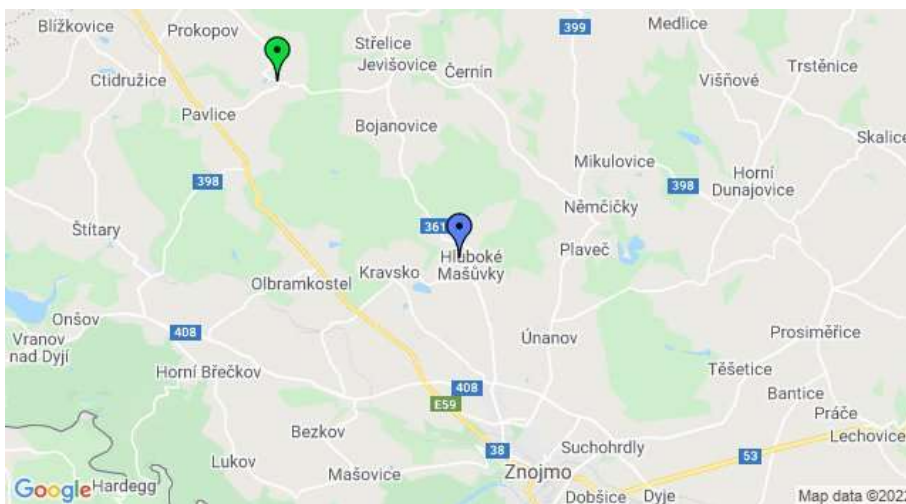 Blížkovice
Prokopov
Střelice
399
Medlice
Ctidružice
Jevišovice
Černín
Višňové
Trstěnice
Pavlice
Bojanovice
Skalice
398
Mikulovice
398
Horní
Dunajovice
Němčičky
Štítary
361
Hluboké
Mašůvky
Plaveč
Olbramkostel
Kravsko
Onšov
Vranov
nad Dyjí
408
Únanov
Prosiměřice
Horní Břečkov
408
Těšetice
E59
Bantice
Práče
Bezkov
38
Suchohrdly
Lechovice
53
Lukov
Mašovice
Znojmo
Google
Hardegg
Dobšice
Dyje
Map data ©202